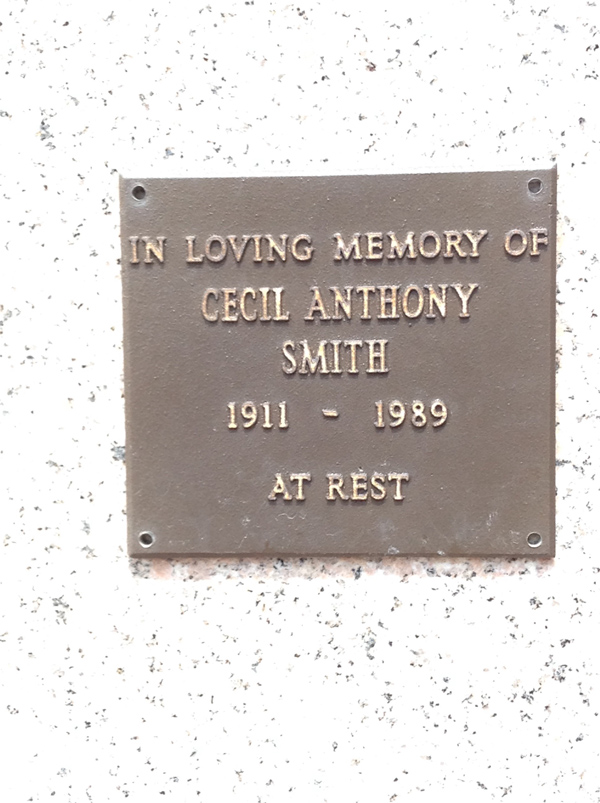 IN LOVING MEMORY OF
CECIL ANTHONY
SMITH
1911 - 1989
AT REST